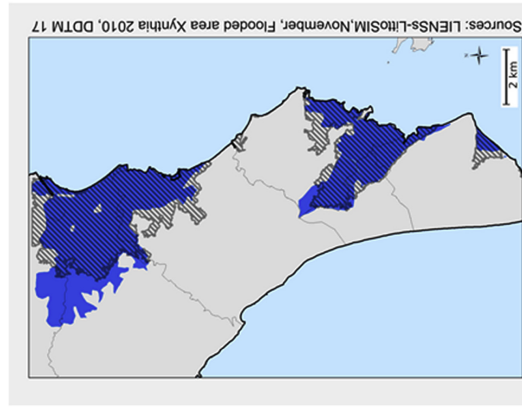 Sources: LIENSs-LittoSIM,November, Flooded area Xynthia 2010, DDTM 17
2 km